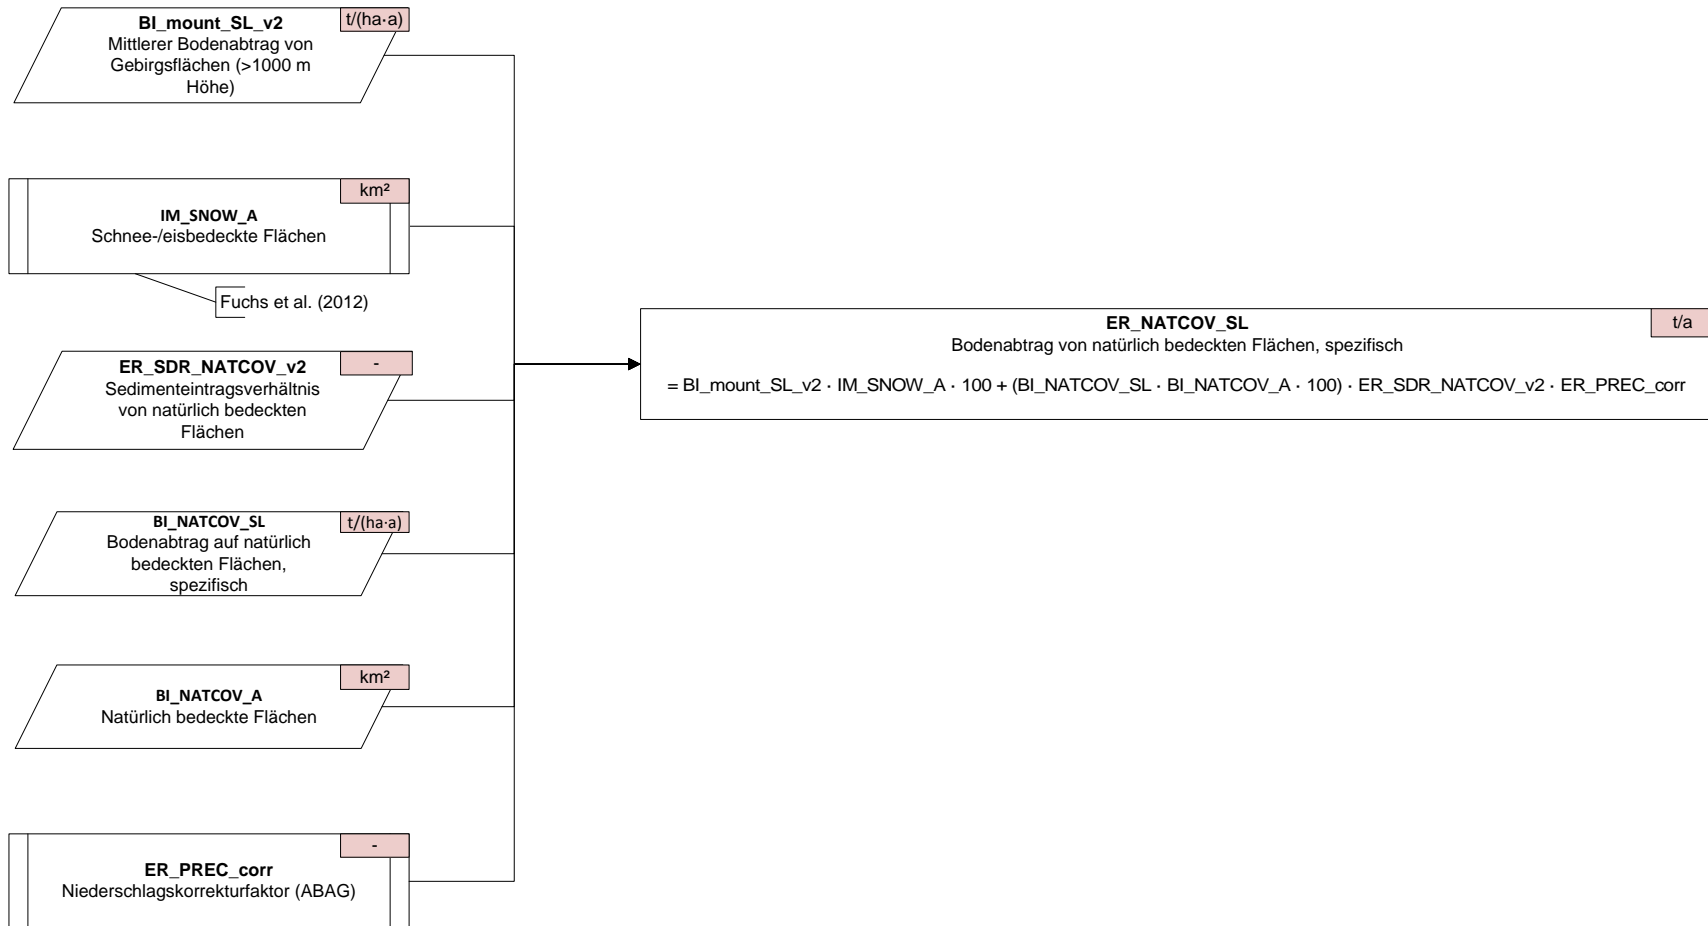 BI_mount_SL_v2
t/(ha·a)
Mittlerer Bodenabtrag von
Gebirgsflächen (>1000 m
Höhe)
km²
IM_SNOW_A
Schnee-/eisbedeckte Flächen
Fuchs et al. (2012)
ER_SDR_NATCOV_v2
-
Sedimenteintragsverhältnis
von natürlich bedeckten
Flächen
BI_NATCOV_SL
t/(ha·a)
Bodenabtrag auf natürlich
bedeckten Flächen,
spezifisch
km²
BI_NATCOV_A
Natürlich bedeckte Flächen
-
ER_PREC_corr
Niederschlagskorrekturfaktor (ABAG)
ER_NATCOV_SL
t/a
Bodenabtrag von natürlich bedeckten Flächen, spezifisch
= BI_mount_SL_v2 · IM_SNOW_A · 100 + (BI_NATCOV_SL · BI_NATCOV_A · 100) · ER_SDR_NATCOV_v2 · ER_PREC_corr